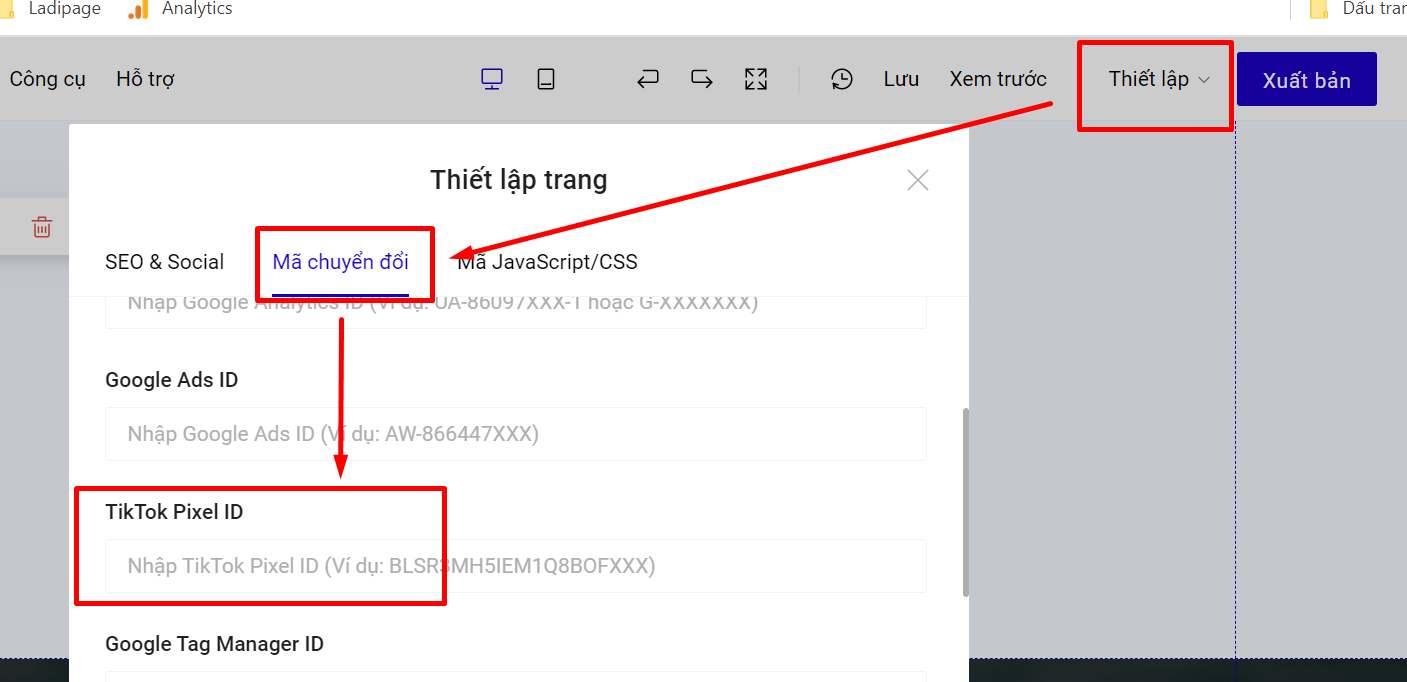 Ladipage
Analytics
Dấu tran
Công cụ
Hỗ trợ
Lưu
Xem trước
Thiết lập
Xuất bản
Thiết lập trang
SEO & Social
Mã chuyển đổi
Mã JavaScript/CSS
Nhập Google Analytics ID (Ví dụ: UA-86097XXX-1 hoặc G-XXXXXXX)
Google Ads ID
Nhập Google Ads ID (Ví dụ: AW-866447XXX)
TikTok Pixel ID
Nhập TikTok Pixel ID (Ví dụ: BLSR3MH5IEM1Q8BOFXXX)
Google Tag Manager ID